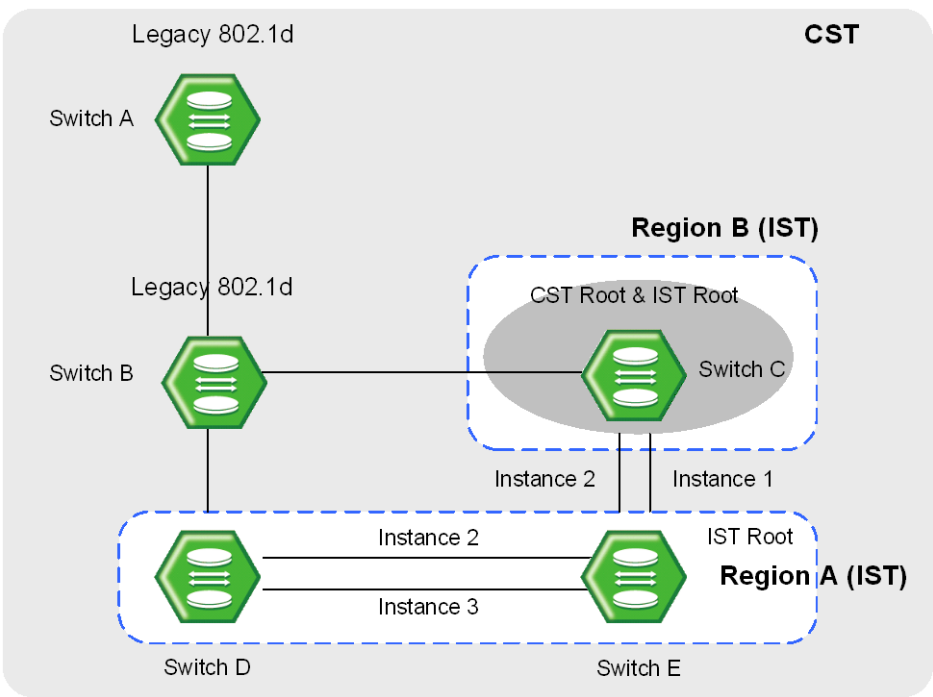 Legacy 802.1d
CST
Switch A
Region B (IST)
Legacy 802.1d
CST Root & IST Root
Switch B
Switch C
Instance 2
Instance 1
Instance 2
IST Root
Region A (IST)
Instance 3
Switch D
Switch E